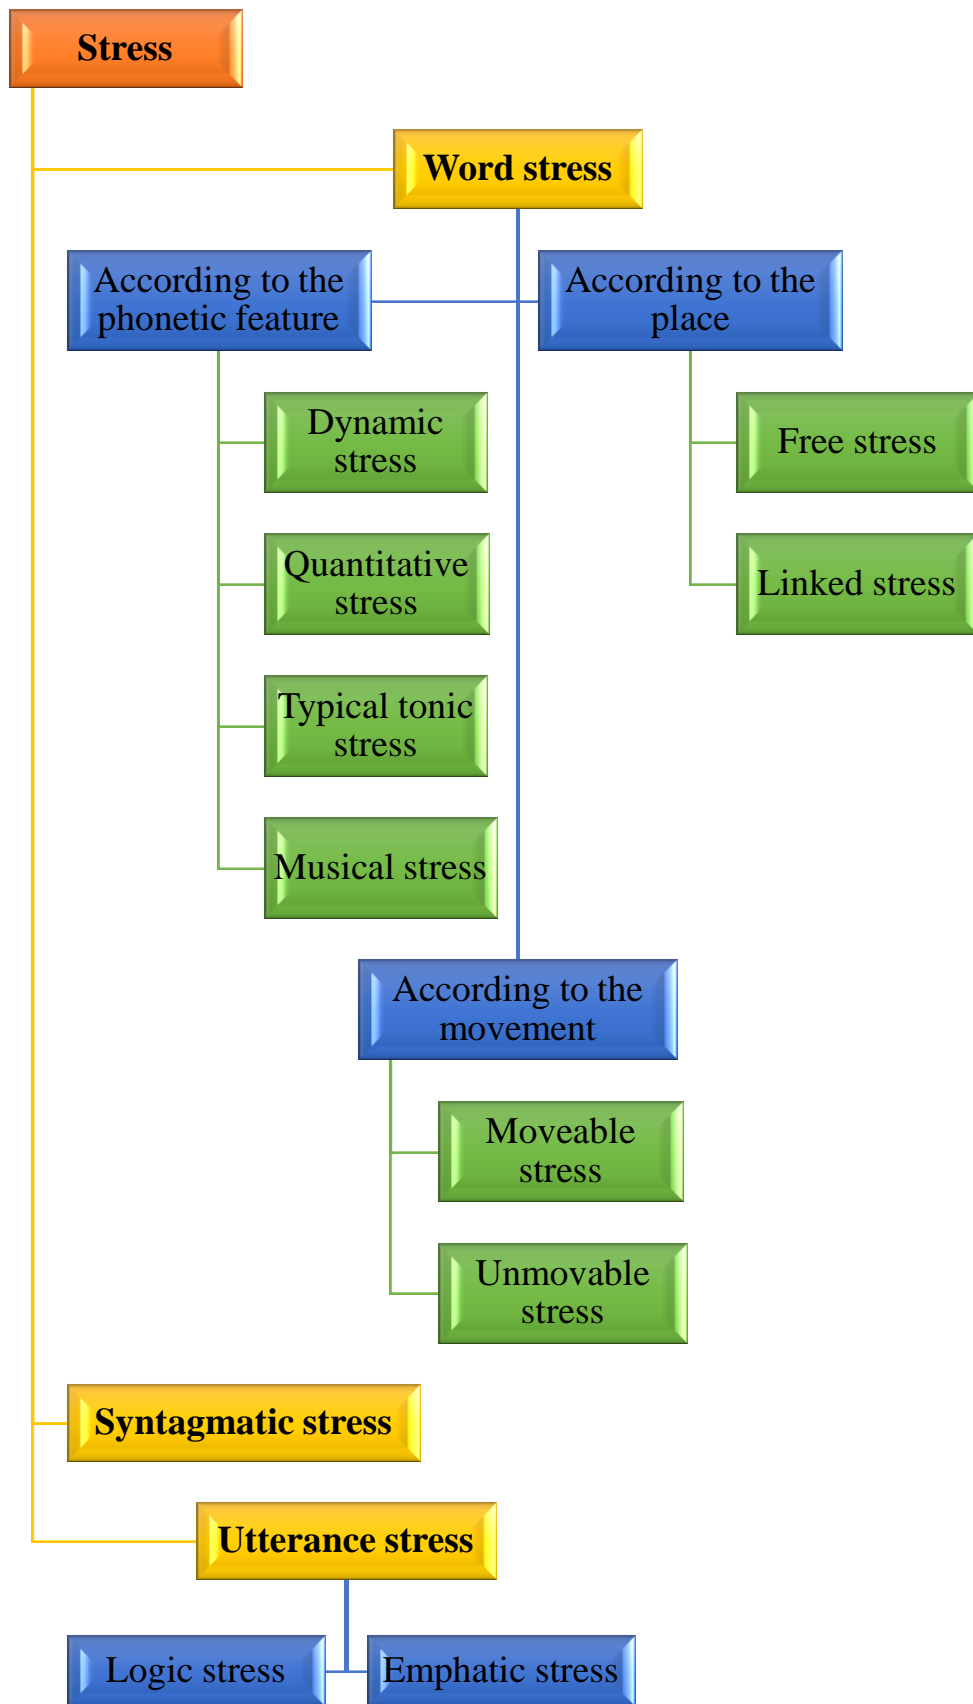 Stress
Word stress
According to the
phonetic feature
According to the
place
Dynamic
stress
Free stress
Quantitative
stress
Linked stress
Typical tonic
stress
Musical stress
According to the
movement
Moveable
stress
Unmovable
stress
Syntagmatic stress
Utterance stress
Logic stress
Emphatic stress